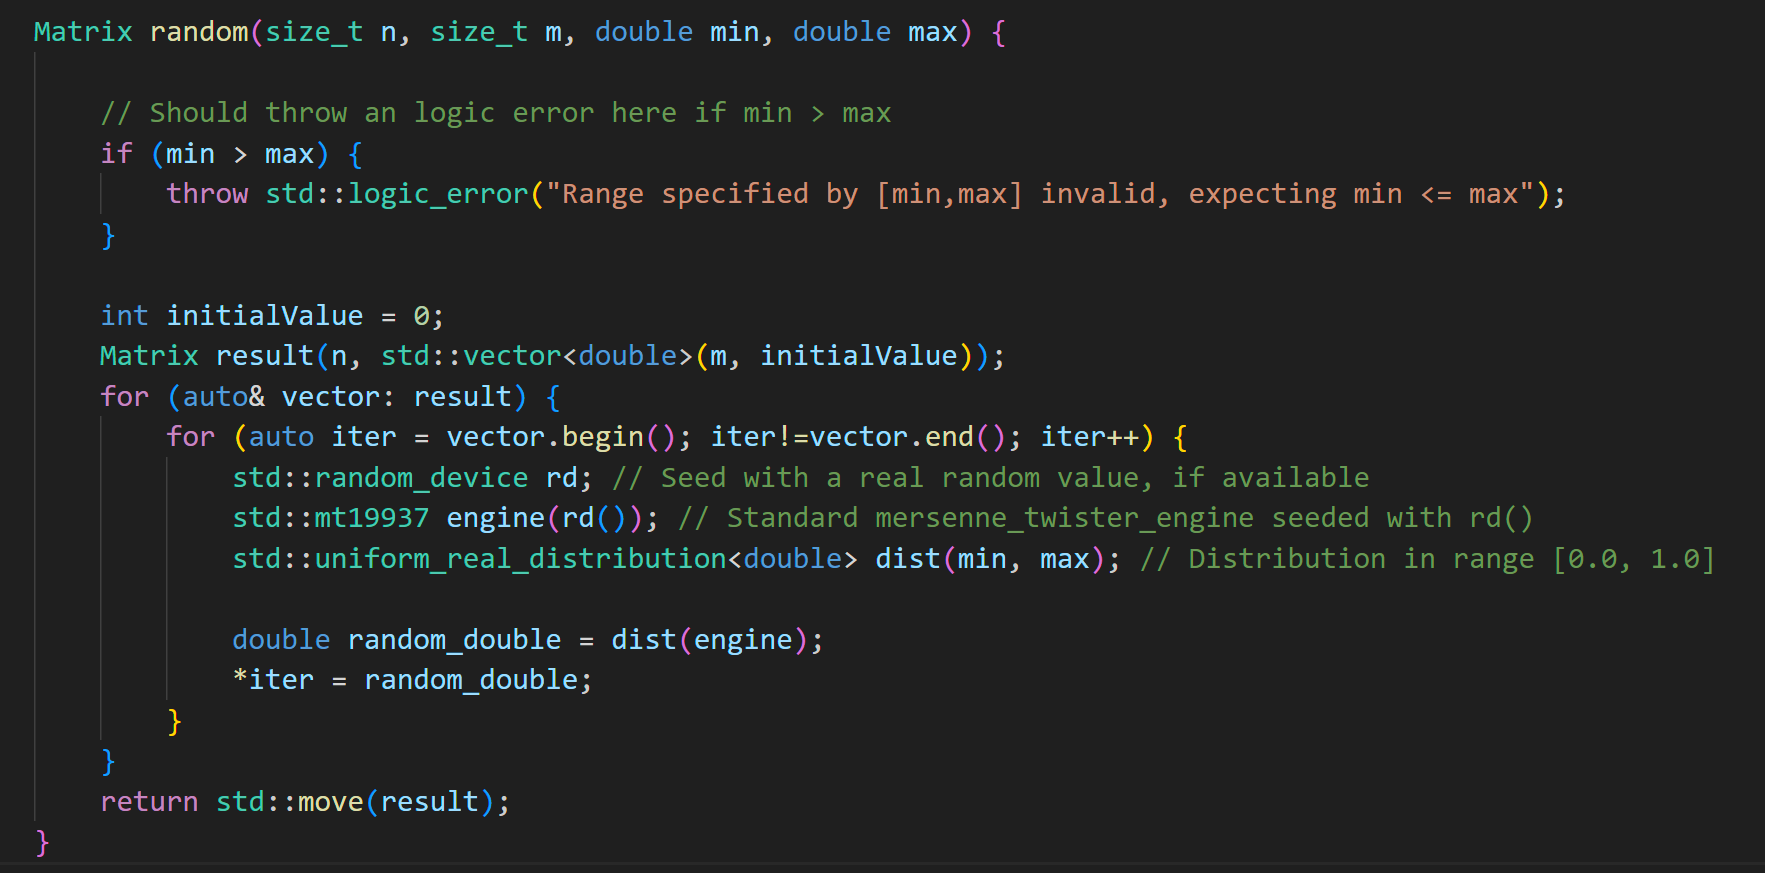 Matrix random(size_t n, size_t m, double min, double max) {
// Should throw an logic error here if min > max
if (min > max) {
throw std::logic_error("Range specified by [min,max] invalid, expecting min <= max");
}
int initialValue = 0;
Matrix result(n, std::vector<double>(m, initialValue));
for (auto& vector: result) {
for (auto iter = vector.begin(); iter!=vector.end(); iter++) {
std::random_device rd; // Seed with a real random value, if available
std::mt19937 engine(rd()); // Standard mersenne_twister_engine seeded with rd()
std::uniform_real_distribution<double> dist(min, max); // Distribution in range [0.0, 1.0]
double random_double = dist(engine);
*iter = random_double;
}
}
return std::move(result);
}